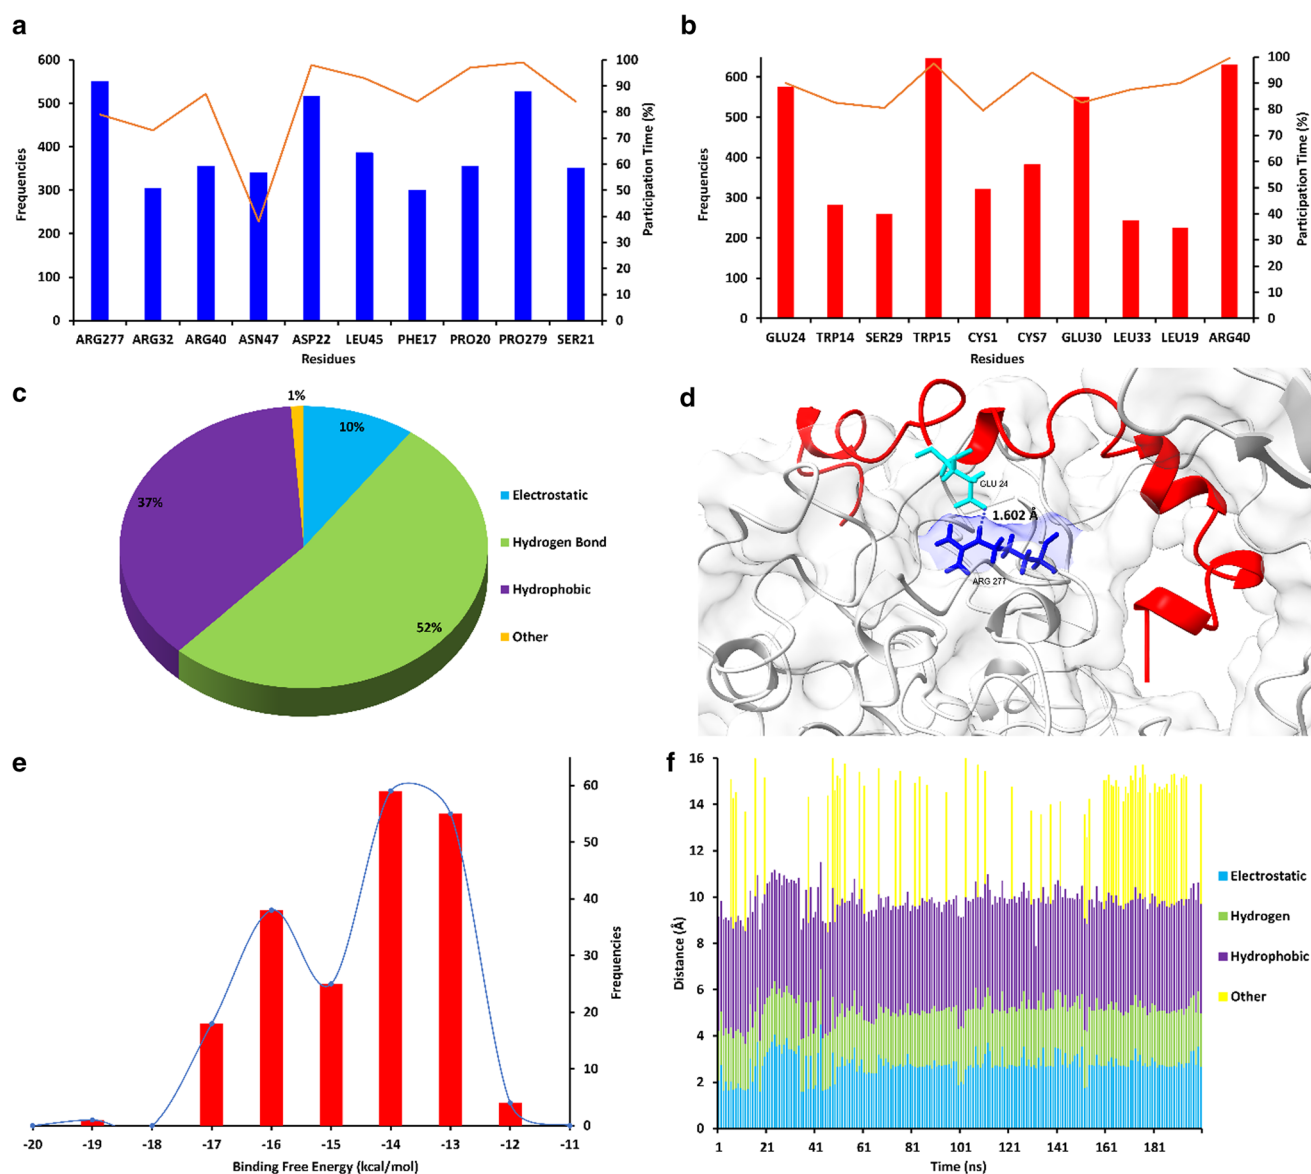 a
600
500
400
300
200
100
0
Frequencies
100
90
80
70
60
50
40
30
20
10
0
Participation Time (%)
ARG277 ARG32 ARG40 ASN47 ASP22 LEU45 PHE17 PRO20 PRO279 SER21
Residues
b
600
500
400
300
200
100
0
Frequencies
100
90
80
70
60
50
40
30
20
10
0
Participation Time (%)
GLU24 TRP14 SER29 TRP15 CYS1 CYS7 GLU30 LEU33 LEU19 ARG40
Residues
c
1%
10%
37%
52%
Electrostatic
Hydrogen Bond
Hydrophobic
Other
d
GLU 24
1.602 Å
ARG 277
e
60
50
40
30
20
10
0
Frequencies
-20 -19 -18 -17 -16 -15 -14 -13 -12 -11
Binding Free Energy (kcal/mol)
f
16
14
12
10
8
6
4
2
0
Distance (Å)
1 21 41 61 81 101 121 141 161 181
Time (ns)
Electrostatic
Hydrogen
Hydrophobic
Other